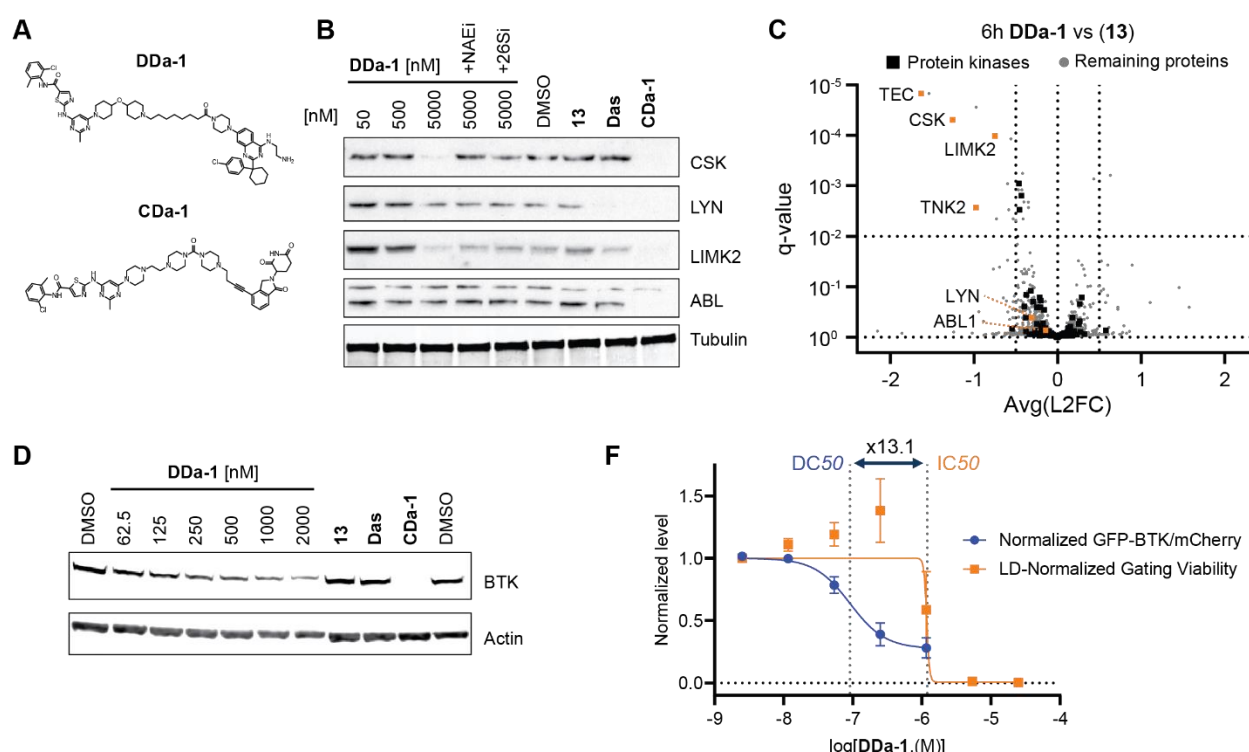 A
DDa-1
CDa-1
B
DDa-1 [nM]
+NAEi
+26Si
[nM]
50
500
5000
5000
5000
DMSO
13
Das
CDa-1
CSK
LYN
LIMK2
ABL
Tubulin
C
6h DDa-1 vs (13)
Protein kinases
Remaining proteins
TEC
CSK
LIMK2
TNK2
LYN
ABL1
10-5
10-4
10-3
10-2
10-1
100
q-value
-2
-1
0
1
2
Avg(L2FC)
D
DDa-1 [nM]
DMSO
62.5
125
250
500
1000
2000
13
Das
CDa-1
DMSO
BTK
Actin
F
x13.1
DC50
IC50
1.5
1.0
0.5
0.0
Normalized level
Normalized GFP-BTK/mCherry
LD-Normalized Gating Viability
-9
-8
-7
-6
-5
-4
log[DDa-1,(M)]